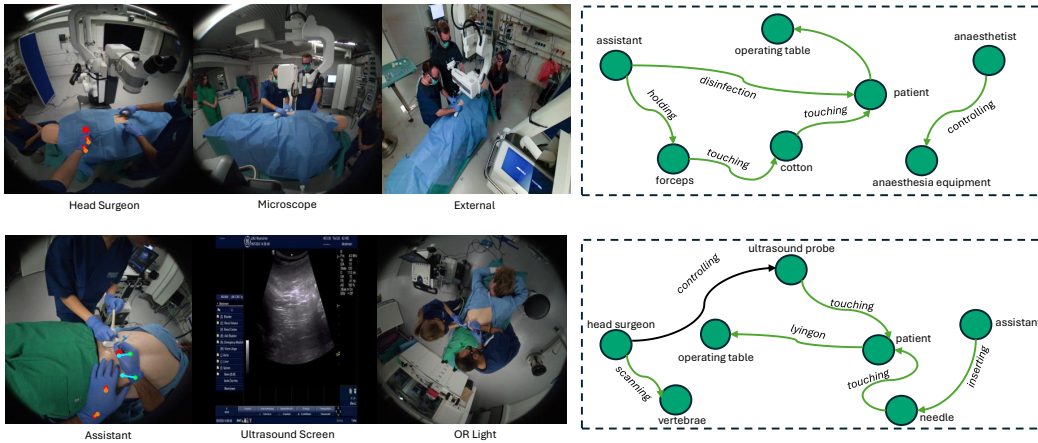 Head Surgeon
Microscope
External
assistant
operating table
anaesthetist
disinfection
patient
holding
touching
controlling
touching
forceps
cotton
anaesthesia equipment
Assistant
Ultrasound Screen
OR Light
ultrasound probe
controlling
touching
head surgeon
lyingon
patient
assistant
operating table
scanning
touching
inserting
vertebrae
needle